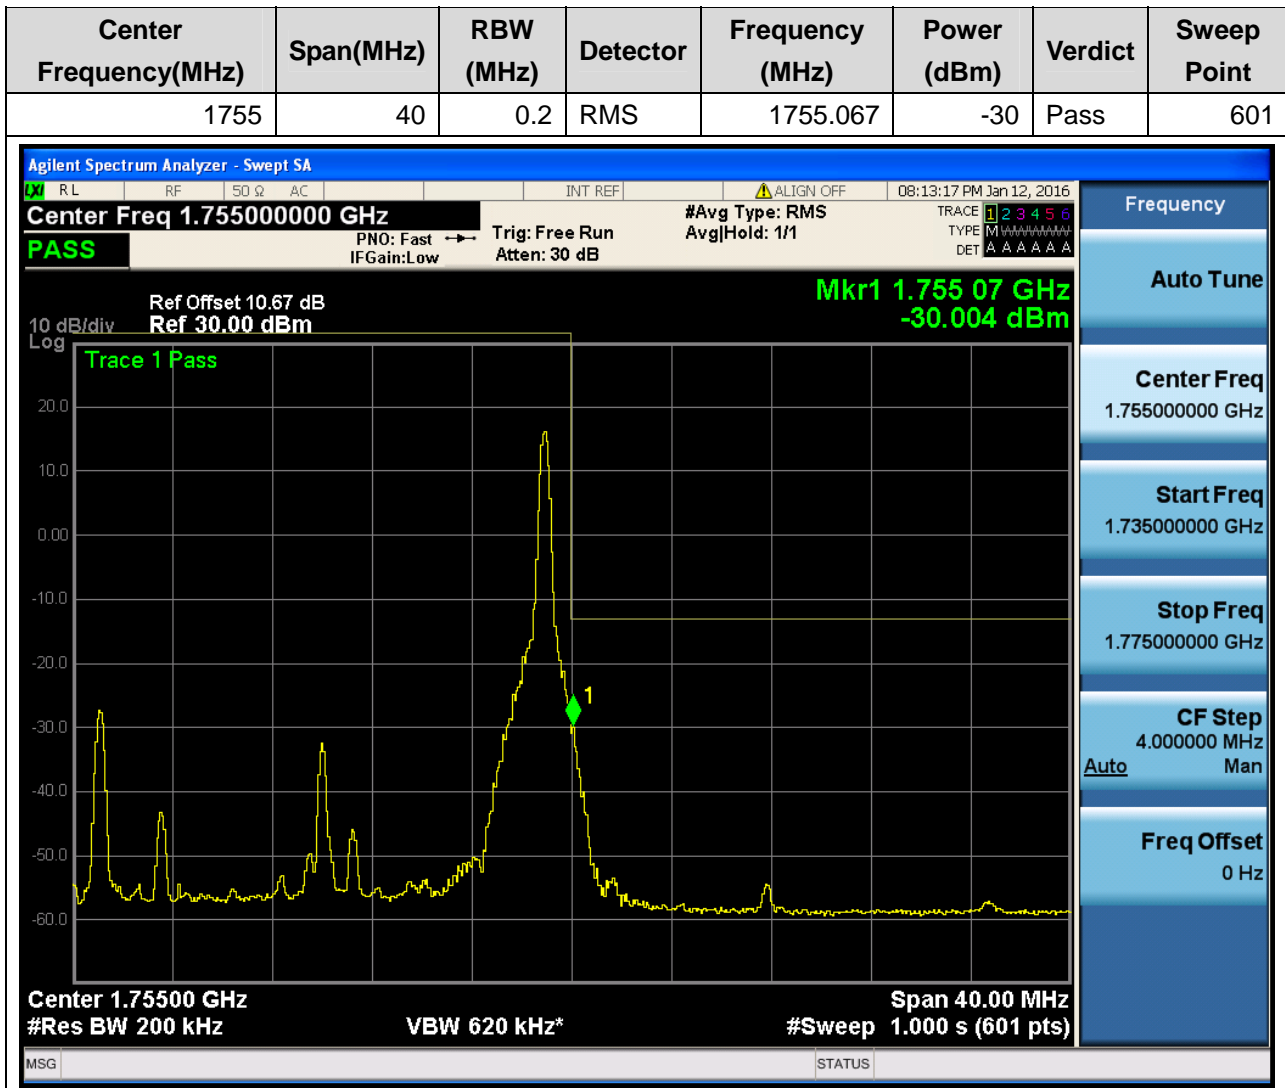 Center Frequency(MHz) Span(MHz) RBW (MHz) Detector Frequency (MHz) Power (dBm) Verdict Sweep Point
1755 40 0.2 RMS 1755.067 -30 Pass 601
Agilent Spectrum Analyzer - Swept SA
LXI RL RF 50 Ω AC INT REF ALIGN OFF 08:13:17 PM Jan 12, 2016
Center Freq 1.755000000 GHz
PASS
PNO: Fast
IFGain:Low
Trig: Free Run
Atten: 30 dB
#Avg Type: RMS
Avg|Hold: 1/1
TRACE 1 2 3 4 5 6
TYPE M WWWWW
DET A A A A A A
Mkr1 1.755 07 GHz
-30.004 dBm
Ref Offset 10.67 dB
10 dB/div Ref 30.00 dBm
Log
Trace 1 Pass
20.0
10.0
0.00
-10.0
-20.0
1
-30.0
-40.0
-50.0
-60.0
Center 1.75500 GHz Span 40.00 MHz
#Res BW 200 kHz VBW 620 kHz* #Sweep 1.000 s (601 pts)
MSG STATUS
Frequency
Auto Tune
Center Freq
1.755000000 GHz
Start Freq
1.735000000 GHz
Stop Freq
1.775000000 GHz
CF Step
4.000000 MHz
Auto Man
Freq Offset
0 Hz